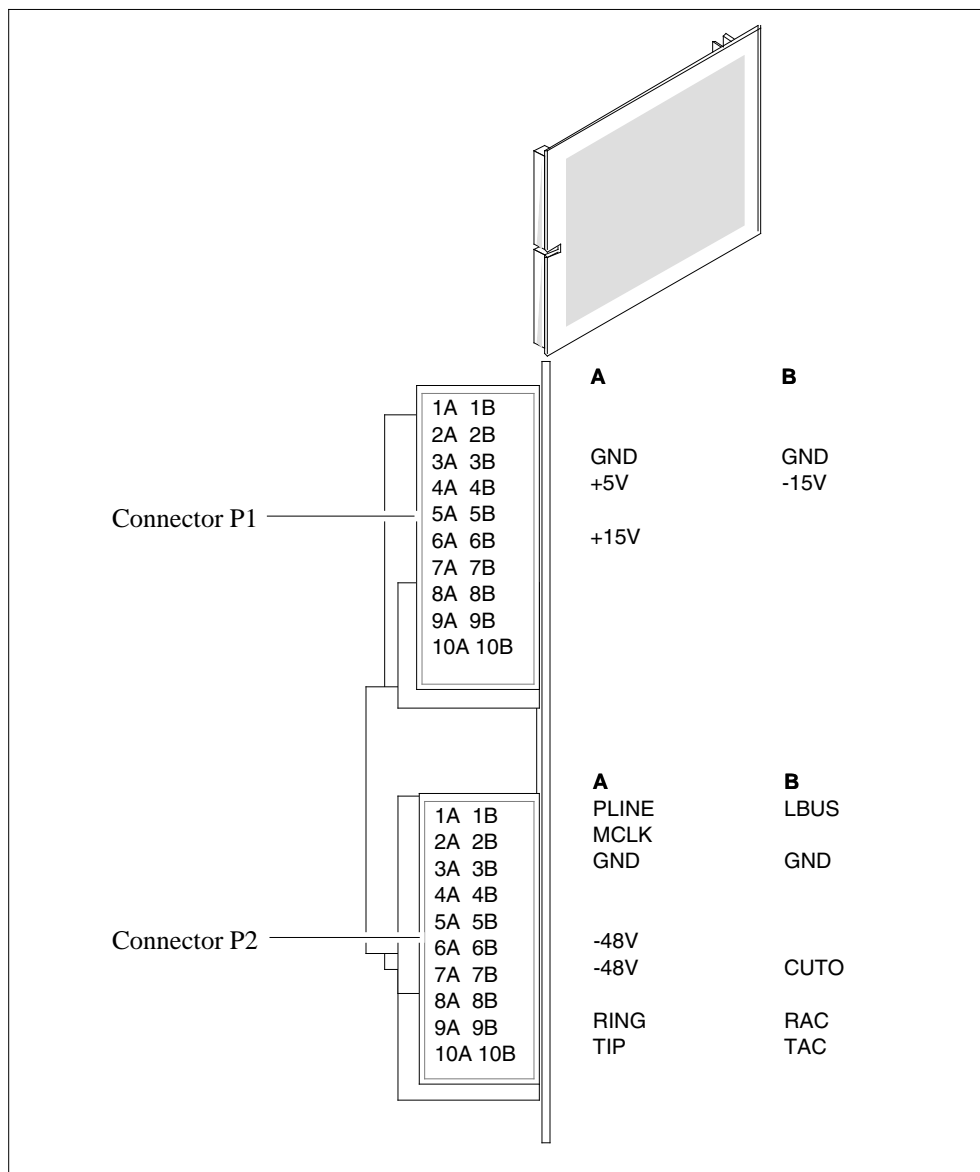 A B
1A 1B
2A 2B
3A 3B GND GND
4A 4B +5V -15V
Connector P1 5A 5B
6A 6B +15V
7A 7B
8A 8B
9A 9B
10A 10B
A B
1A 1B PLINE LBUS
2A 2B MCLK
3A 3B GND GND
4A 4B
5A 5B
Connector P2 6A 6B -48V
7A 7B -48V CUTO
8A 8B
9A 9B RING RAC
10A 10B TIP TAC